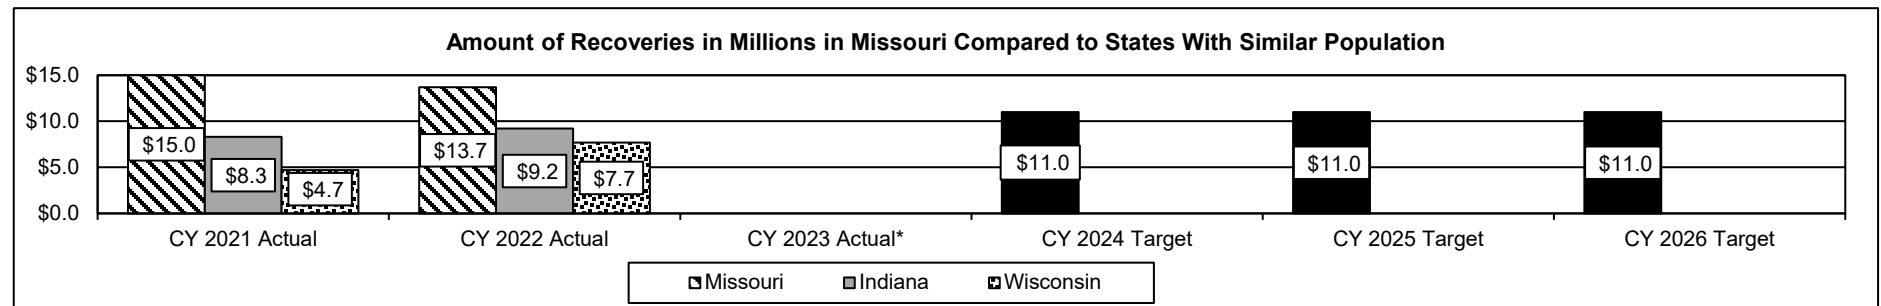 Amount of Recoveries in Millions in Missouri Compared to States With Similar Population
$15.0
$10.0
$5.0
$0.0
$15.0
$8.3
$4.7
$13.7
$9.2
$7.7
$11.0
$11.0
$11.0
CY 2021 Actual
CY 2022 Actual
CY 2023 Actual*
CY 2024 Target
CY 2025 Target
CY 2026 Target
Missouri
Indiana
Wisconsin